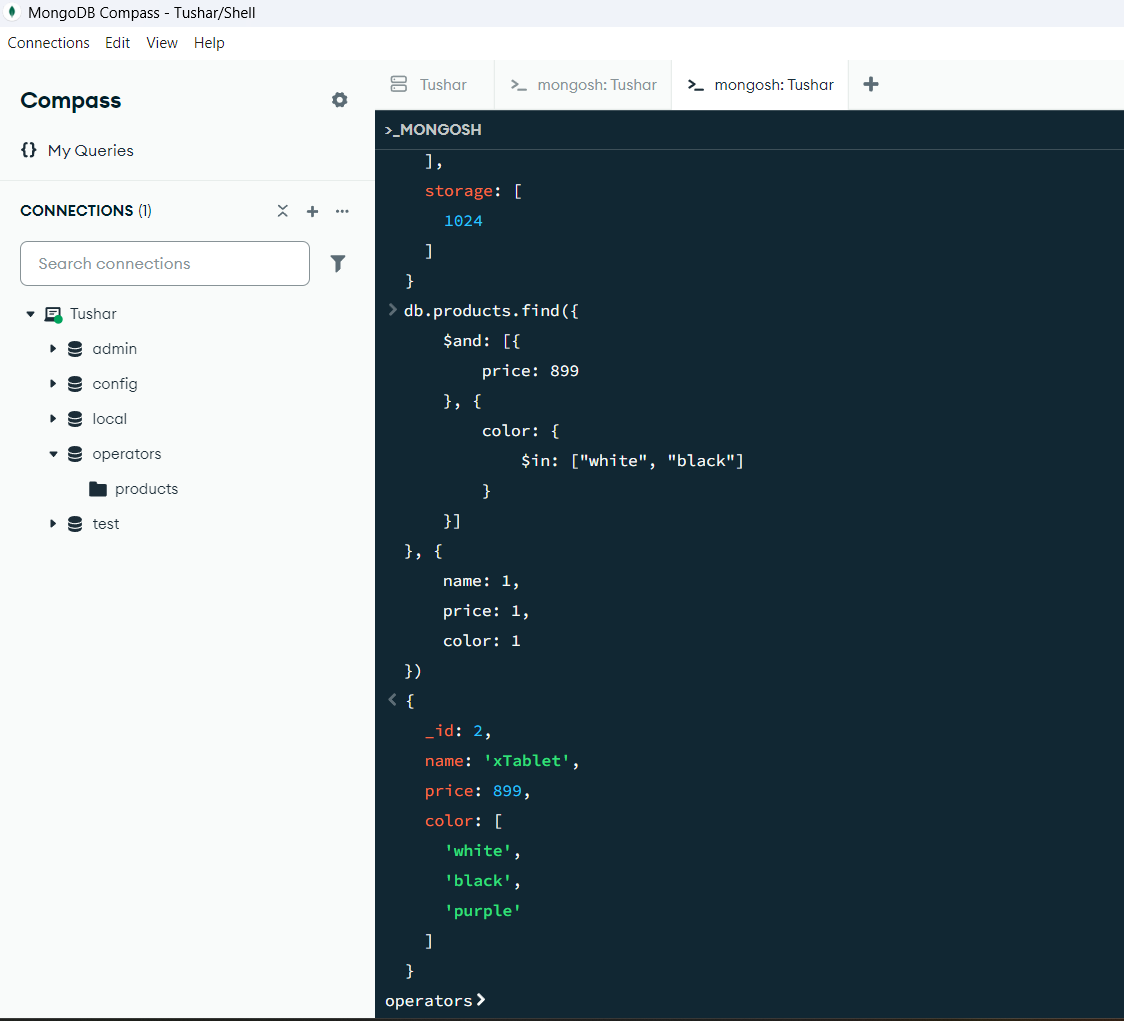 MongoDB Compass - Tushar/Shell
Connections Edit View Help
Compass
{} My Queries
CONNECTIONS (1)
Search connections
Tushar
admin
config
local
operators
products
test
Tushar
>_ mongosh: Tushar
>_ mongosh: Tushar
>_MONGOSH
],
storage: [
1024
]
}
> db.products.find({
$and: [{
price: 899
}, {
color: {
$in: ["white", "black"]
}
}]
}, {
name: 1,
price: 1,
color: 1
})
< {
_id: 2,
name: 'xTablet',
price: 899,
color: [
'white',
'black',
'purple'
]
}
operators>